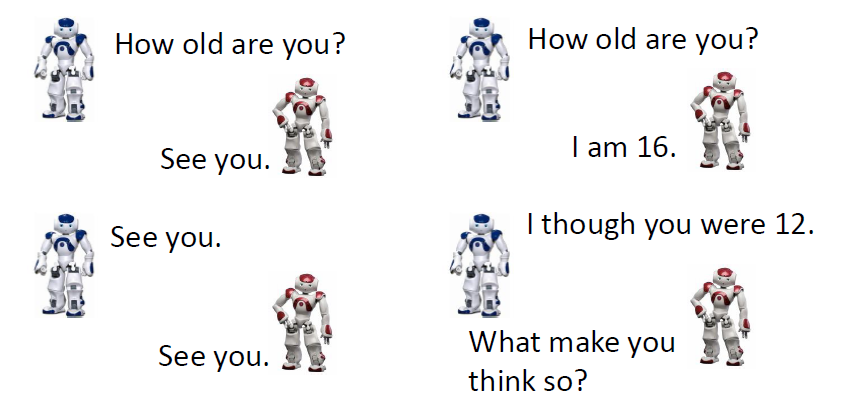 How old are you?
See you.
See you.
See you.
How old are you?
I am 16.
I though you were 12.
What make you
think so?